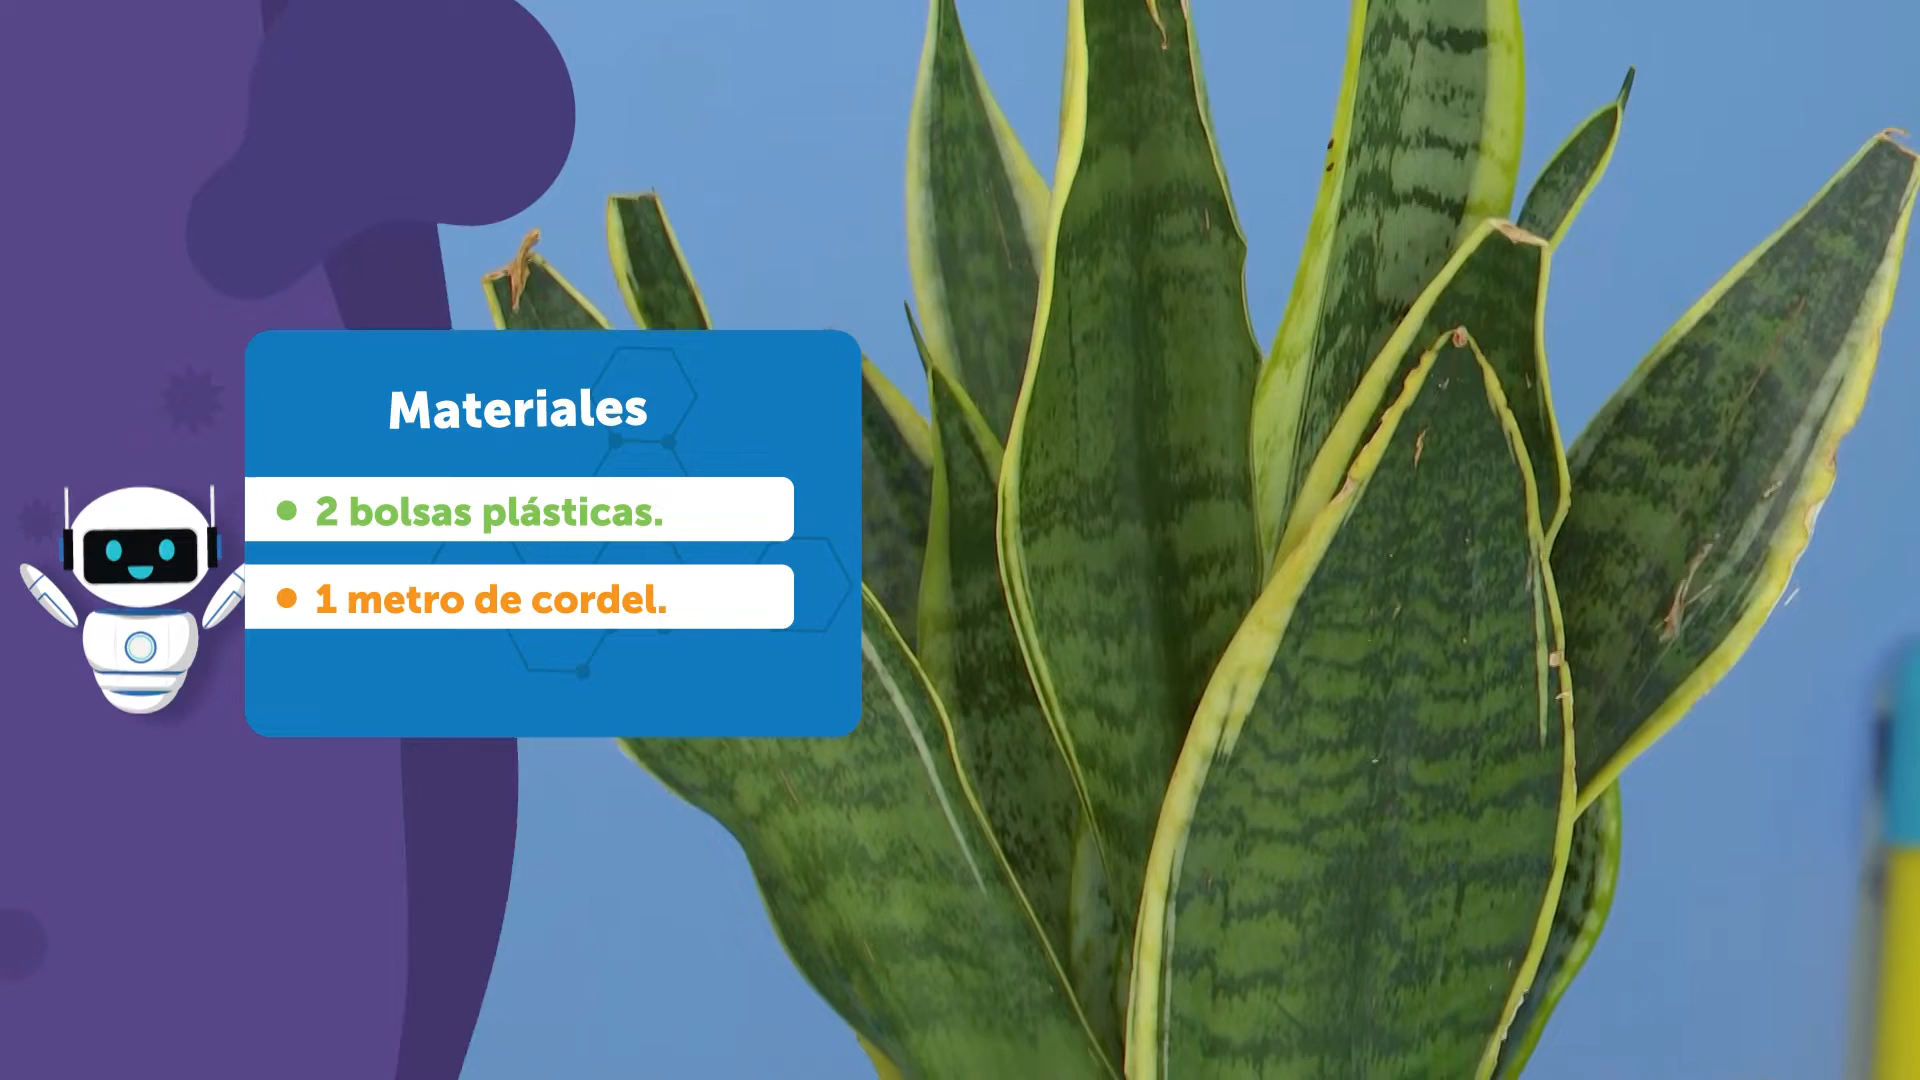 Materiales
2 bolsas plásticas.
1 metro de cordel.